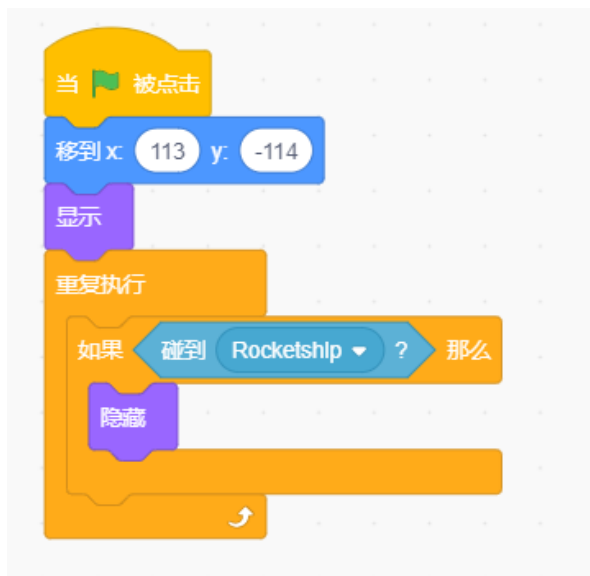 当 被点击
移到 x: 113 y: -114
显示
重复执行
如果 碰到 Rocketship ? 那么
隐藏